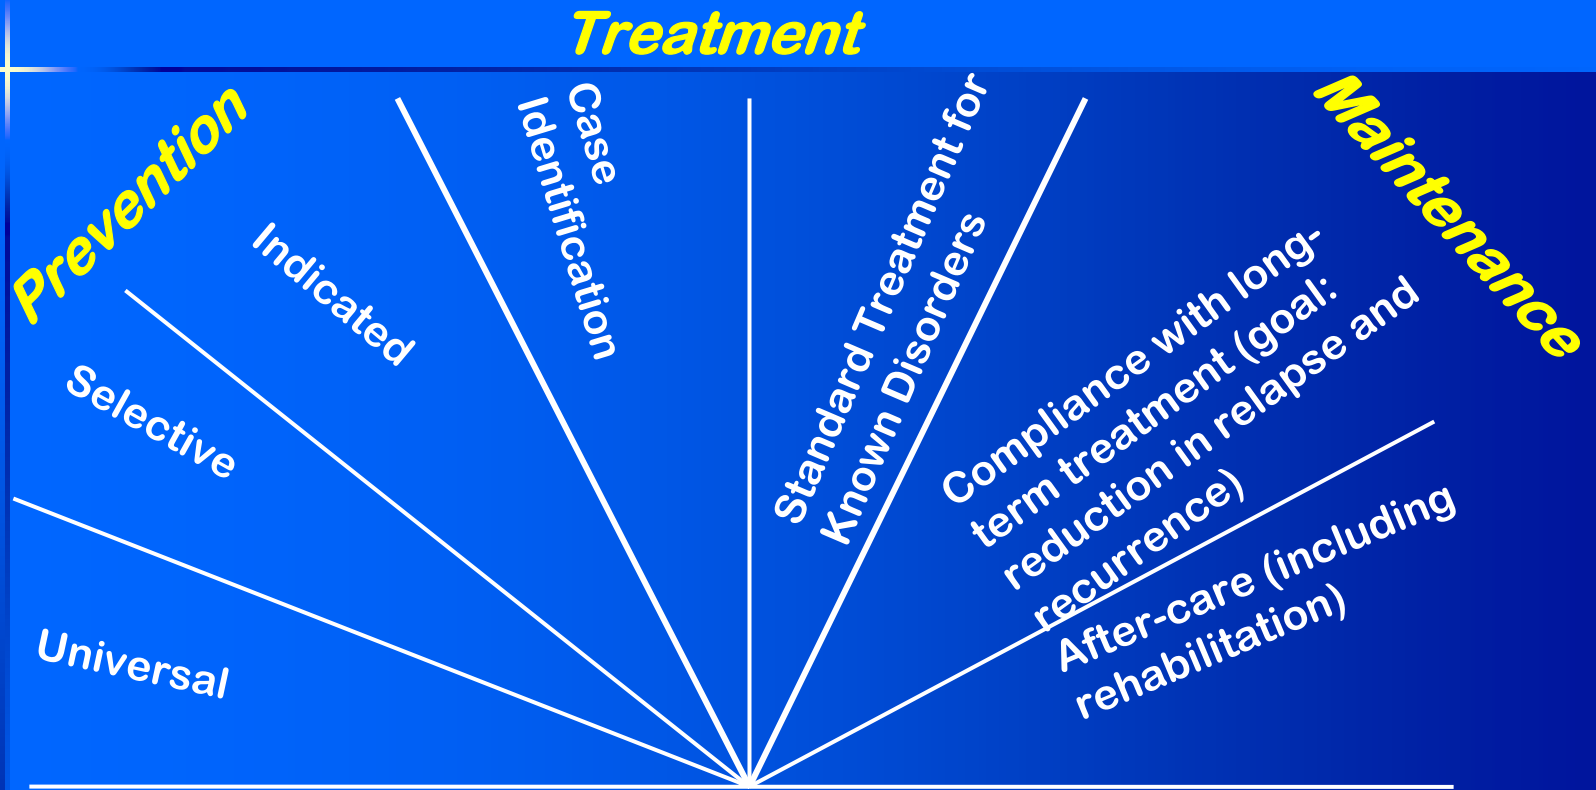 Treatment
Prevention
Maintenance
Universal
Selective
Indicated
Case
Identification
Standard Treatment for
Known Disorders
Compliance with long-
term treatment (goal:
reduction in relapse and
recurrence)
After-care (including
rehabilitation)